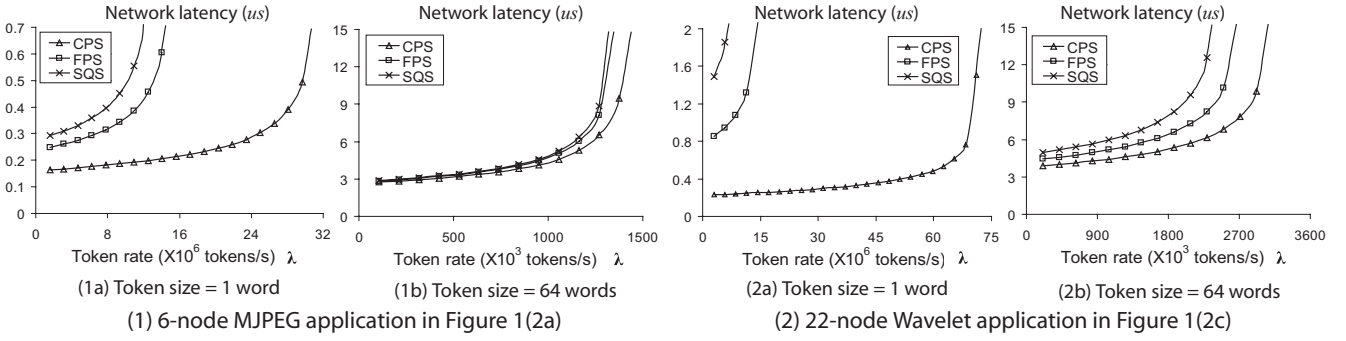 Network latency (us)
0.7
0.6
0.5
0.4
0.3
0.2
0.1
0
CPS
FPS
SQS
0 8 16 24 32
Token rate (X10^6 tokens/s) λ
(1a) Token size = 1 word
Network latency (us)
15
12
9
6
3
0
CPS
FPS
SQS
0 500 1000 1500
Token rate (X10^3 tokens/s) λ
(1b) Token size = 64 words
(1) 6-node MJPEG application in Figure 1(2a)
Network latency (us)
2
1.6
1.2
0.8
0.4
0
CPS
FPS
SQS
0 15 30 45 60 75
Token rate (X10^6 tokens/s) λ
(2a) Token size = 1 word
Network latency (us)
15
12
9
6
3
0
CPS
FPS
SQS
0 900 1800 2700 3600
Token rate (X10^3 tokens/s) λ
(2b) Token size = 64 words
(2) 22-node Wavelet application in Figure 1(2c)